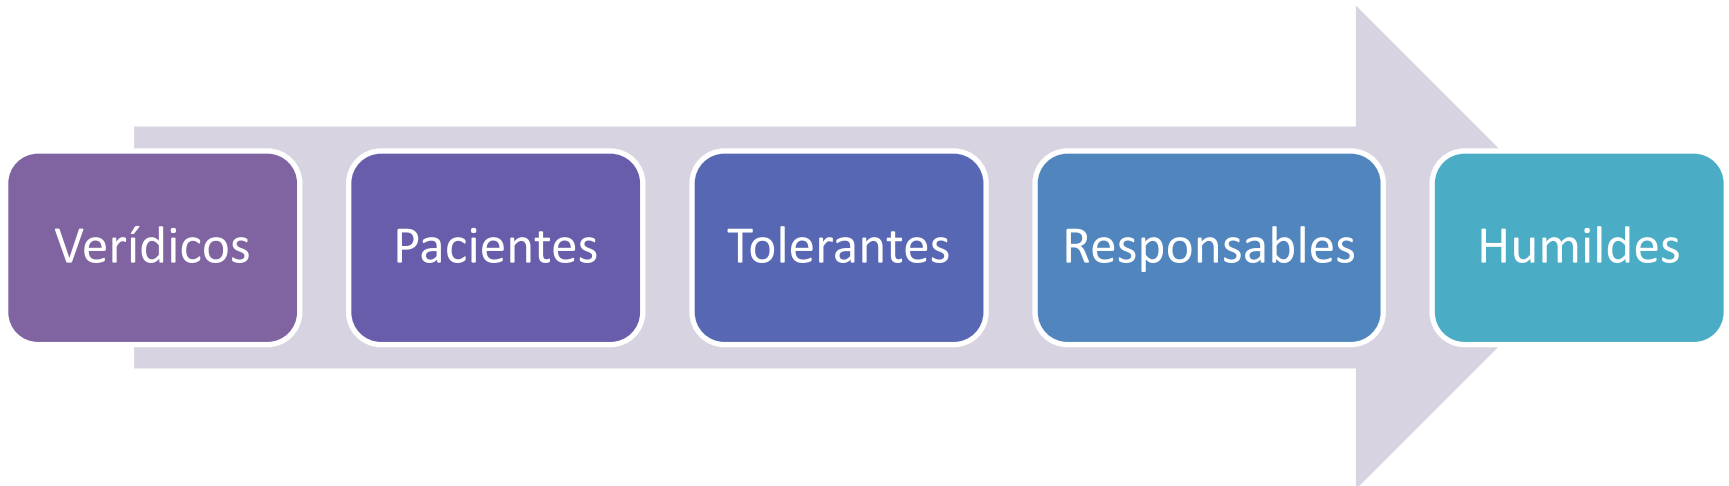 Verídicos
Pacientes
Tolerantes
Responsables
Humildes